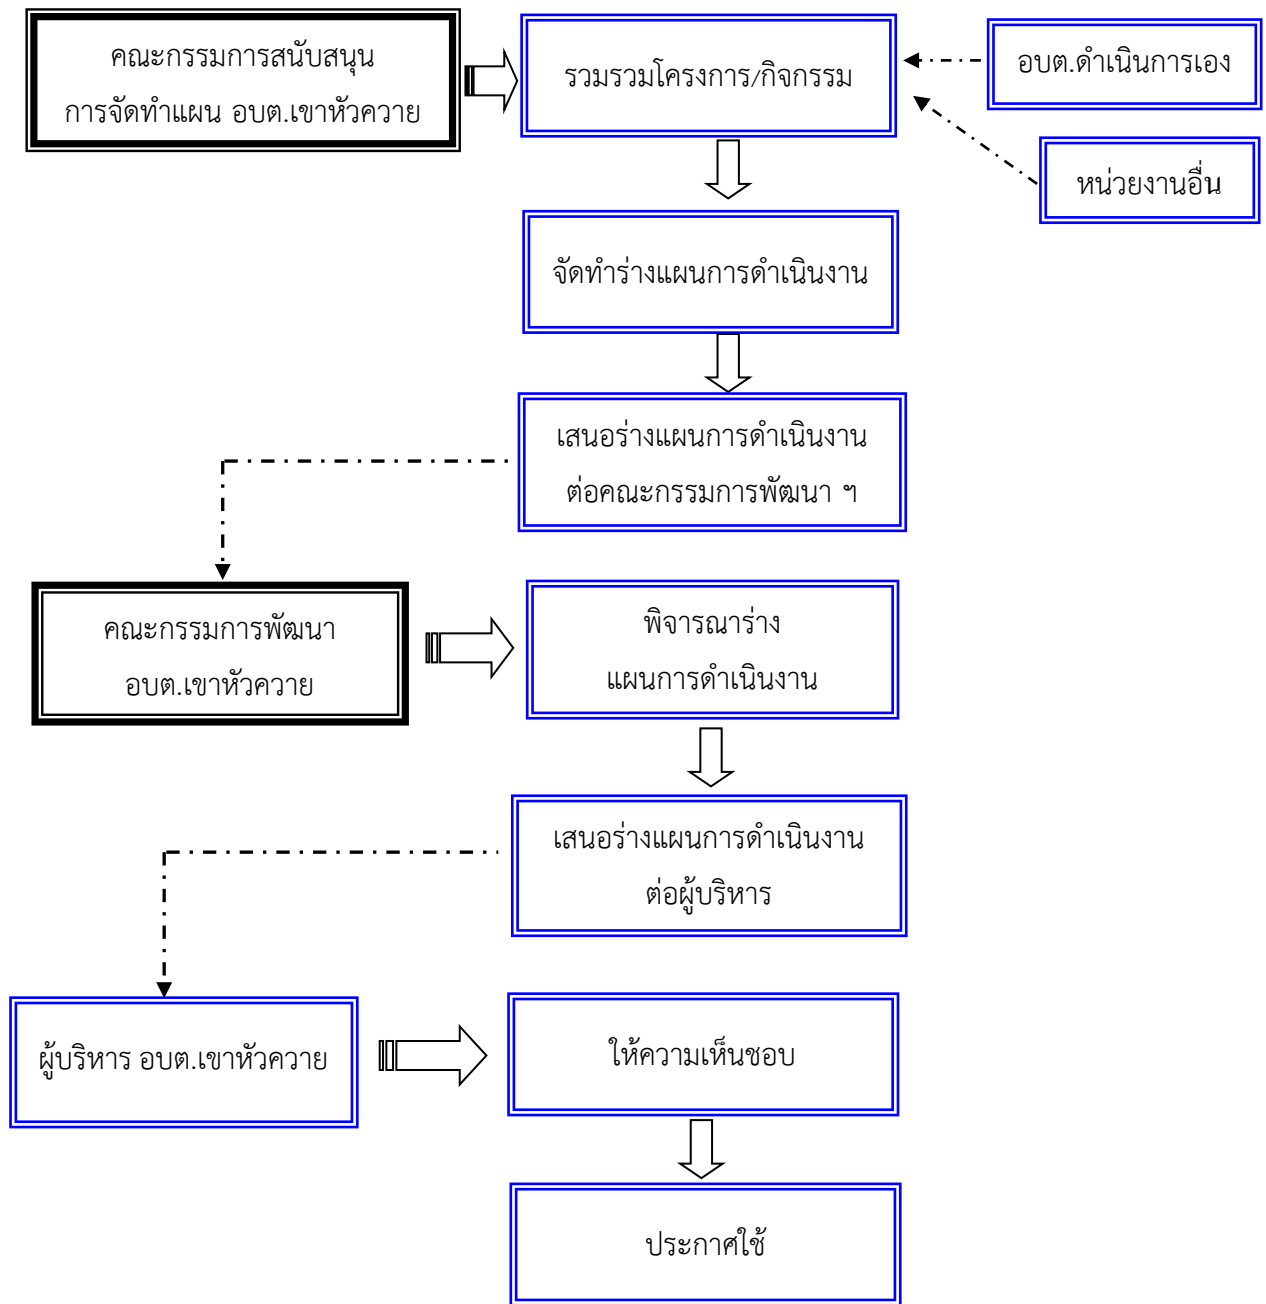 คณะกรรมการสนับสนุน
การจัดทำแผน อบต.เขาหัวควาย
รวมรวมโครงการ/กิจกรรม
อบต.ดำเนินการเอง
หน่วยงานอื่น
จัดทำร่างแผนการดำเนินงาน
เสนอร่างแผนการดำเนินงาน
ต่อคณะกรรมการพัฒนา ฯ
คณะกรรมการพัฒนา
อบต.เขาหัวควาย
พิจารณาร่าง
แผนการดำเนินงาน
เสนอร่างแผนการดำเนินงาน
ต่อผู้บริหาร
ผู้บริหาร อบต.เขาหัวควาย
ให้ความเห็นชอบ
ประกาศใช้